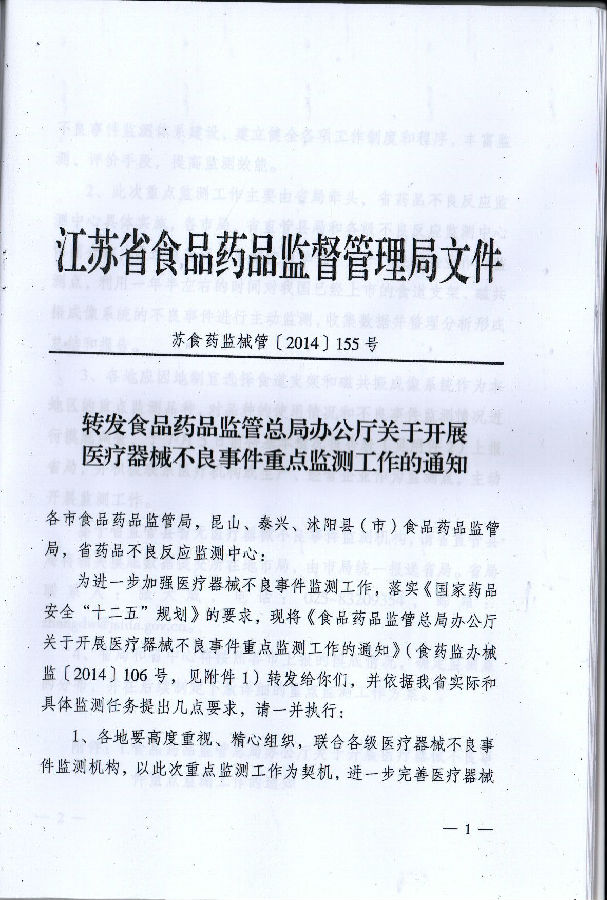 江苏省食品药品监督管理局文件
苏食药监械管〔2014〕155号
转发食品药品监管总局办公厅关于开展
医疗器械不良事件重点监测工作的通知
各市食品药品监管局，昆山、泰兴、沭阳县（市）食品药品监管
局，省药品不良反应监测中心：
为进一步加强医疗器械不良事件监测工作，落实《国家药品
安全“十二五”规划》的要求，现将《食品药品监管总局办公厅
关于开展医疗器械不良事件重点监测工作的通知》（食药监办械
监〔2014〕106号，见附件1）转发给你们，并依据我省实际和
具体监测任务提出几点要求，请一并执行：
1、各地要高度重视、精心组织，联合各级医疗器械不良事
件监测机构，以此次重点监测工作为契机，进一步完善医疗器械
— 1 —